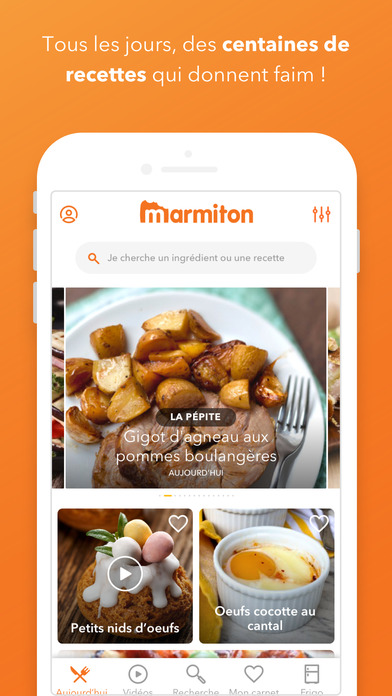 Tous les jours, des centaines de
recettes qui donnent faim !
marmiton
Je cherche un ingrédient ou une recette
LA PÉPITE
Gigot d'agneau aux
pommes boulangères
AUJOURD'HUI
Petits nids d'oeufs
Oeufs cocotte au
cantal
Aujourd'hui Vidéos Recherche Mon carnet Frigo